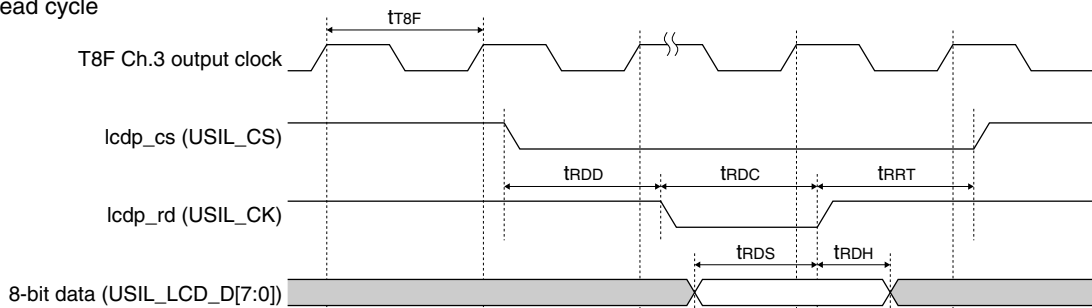 ead cycle
tT8F
T8F Ch.3 output clock
lcdp_cs (USIL_CS)
tRDD tRDC tRRT
lcdp_rd (USIL_CK)
tRDS tRDH
8-bit data (USIL_LCD_D[7:0])